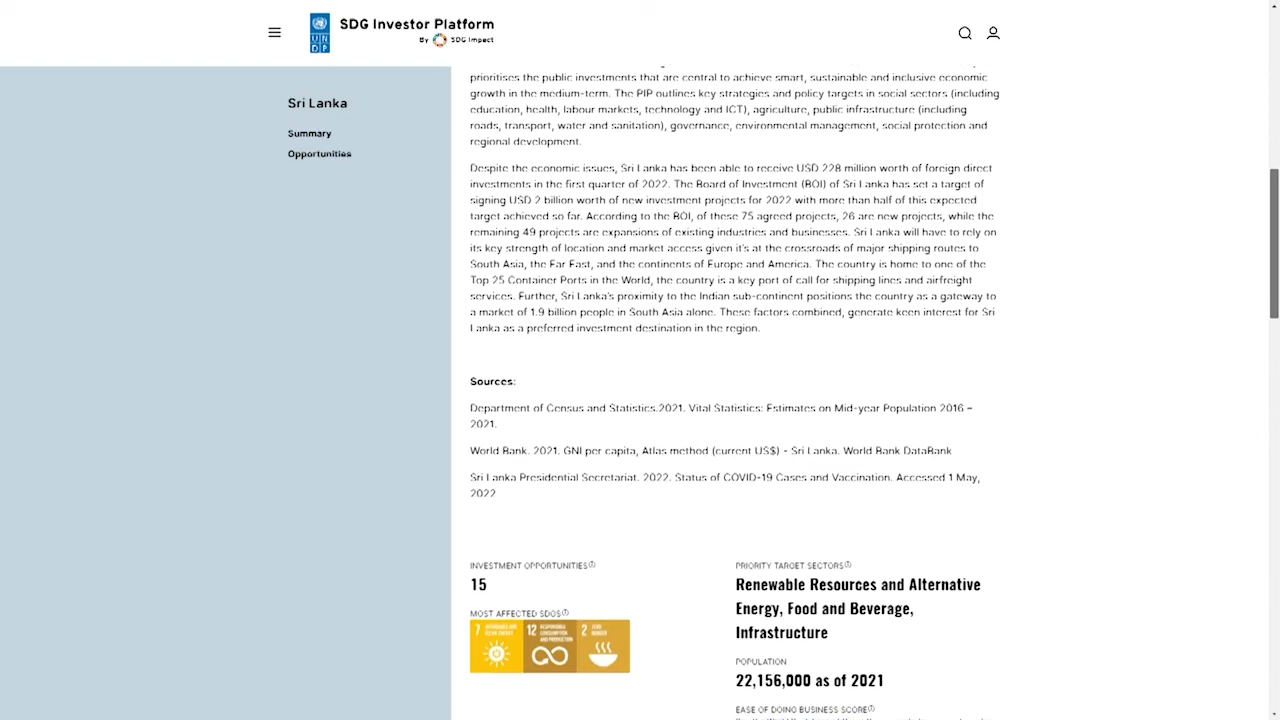 SDG Investor Platform
By SDG Impact
UN
DP
Sri Lanka
Summary
Opportunities
prioritises the public investments that are central to achieve smart, sustainable and inclusive economic
growth in the medium-term. The PIP outlines key strategies and policy targets in social sectors (including
education, health, labour markets, technology and ICT), agriculture, public infrastructure (including
roads, transport, water and sanitation), governance, environmental management, social protection and
regional development.
Despite the economic issues, Sri Lanka has been able to receive USD 228 million worth of foreign direct
investments in the first quarter of 2022. The Board of Investment (BOI) of Sri Lanka has set a target of
signing USD 2 billion worth of new investment projects for 2022 with more than half of this expected
target achieved so far. According to the BOI, of these 75 agreed projects, 26 are new projects, while the
remaining 49 projects are expansions of existing industries and businesses. Sri Lanka will have to rely on
its key strength of location and market access given it's at the crossroads of major shipping routes to
South Asia, the Far East, and the continents of Europe and America. The country is home to one of the
Top 25 Container Ports in the World, the country is a key port of call for shipping lines and airfreight
services. Further, Sri Lanka's proximity to the Indian sub-continent positions the country as a gateway to
a market of 1.9 billion people in South Asia alone. These factors combined, generate keen interest for Sri
Lanka as a preferred investment destination in the region.
Sources:
Department of Census and Statistics.2021. Vital Statistics: Estimates on Mid-year Population 2016 –
2021.
World Bank. 2021. GNI per capita, Atlas method (current US$) - Sri Lanka. World Bank DataBank
Sri Lanka Presidential Secretariat. 2022. Status of COVID-19 Cases and Vaccination. Accessed 1 May,
2022
INVESTMENT OPPORTUNITIES
15
MOST AFFECTED SDGS
7 AFFORDABLE AND CLEAN ENERGY
12 RESPONSIBLE CONSUMPTION AND PRODUCTION
2 ZERO HUNGER
PRIORITY TARGET SECTORS
Renewable Resources and Alternative
Energy, Food and Beverage,
Infrastructure
POPULATION
22,156,000 as of 2021
EASE OF DOING BUSINESS SCORE